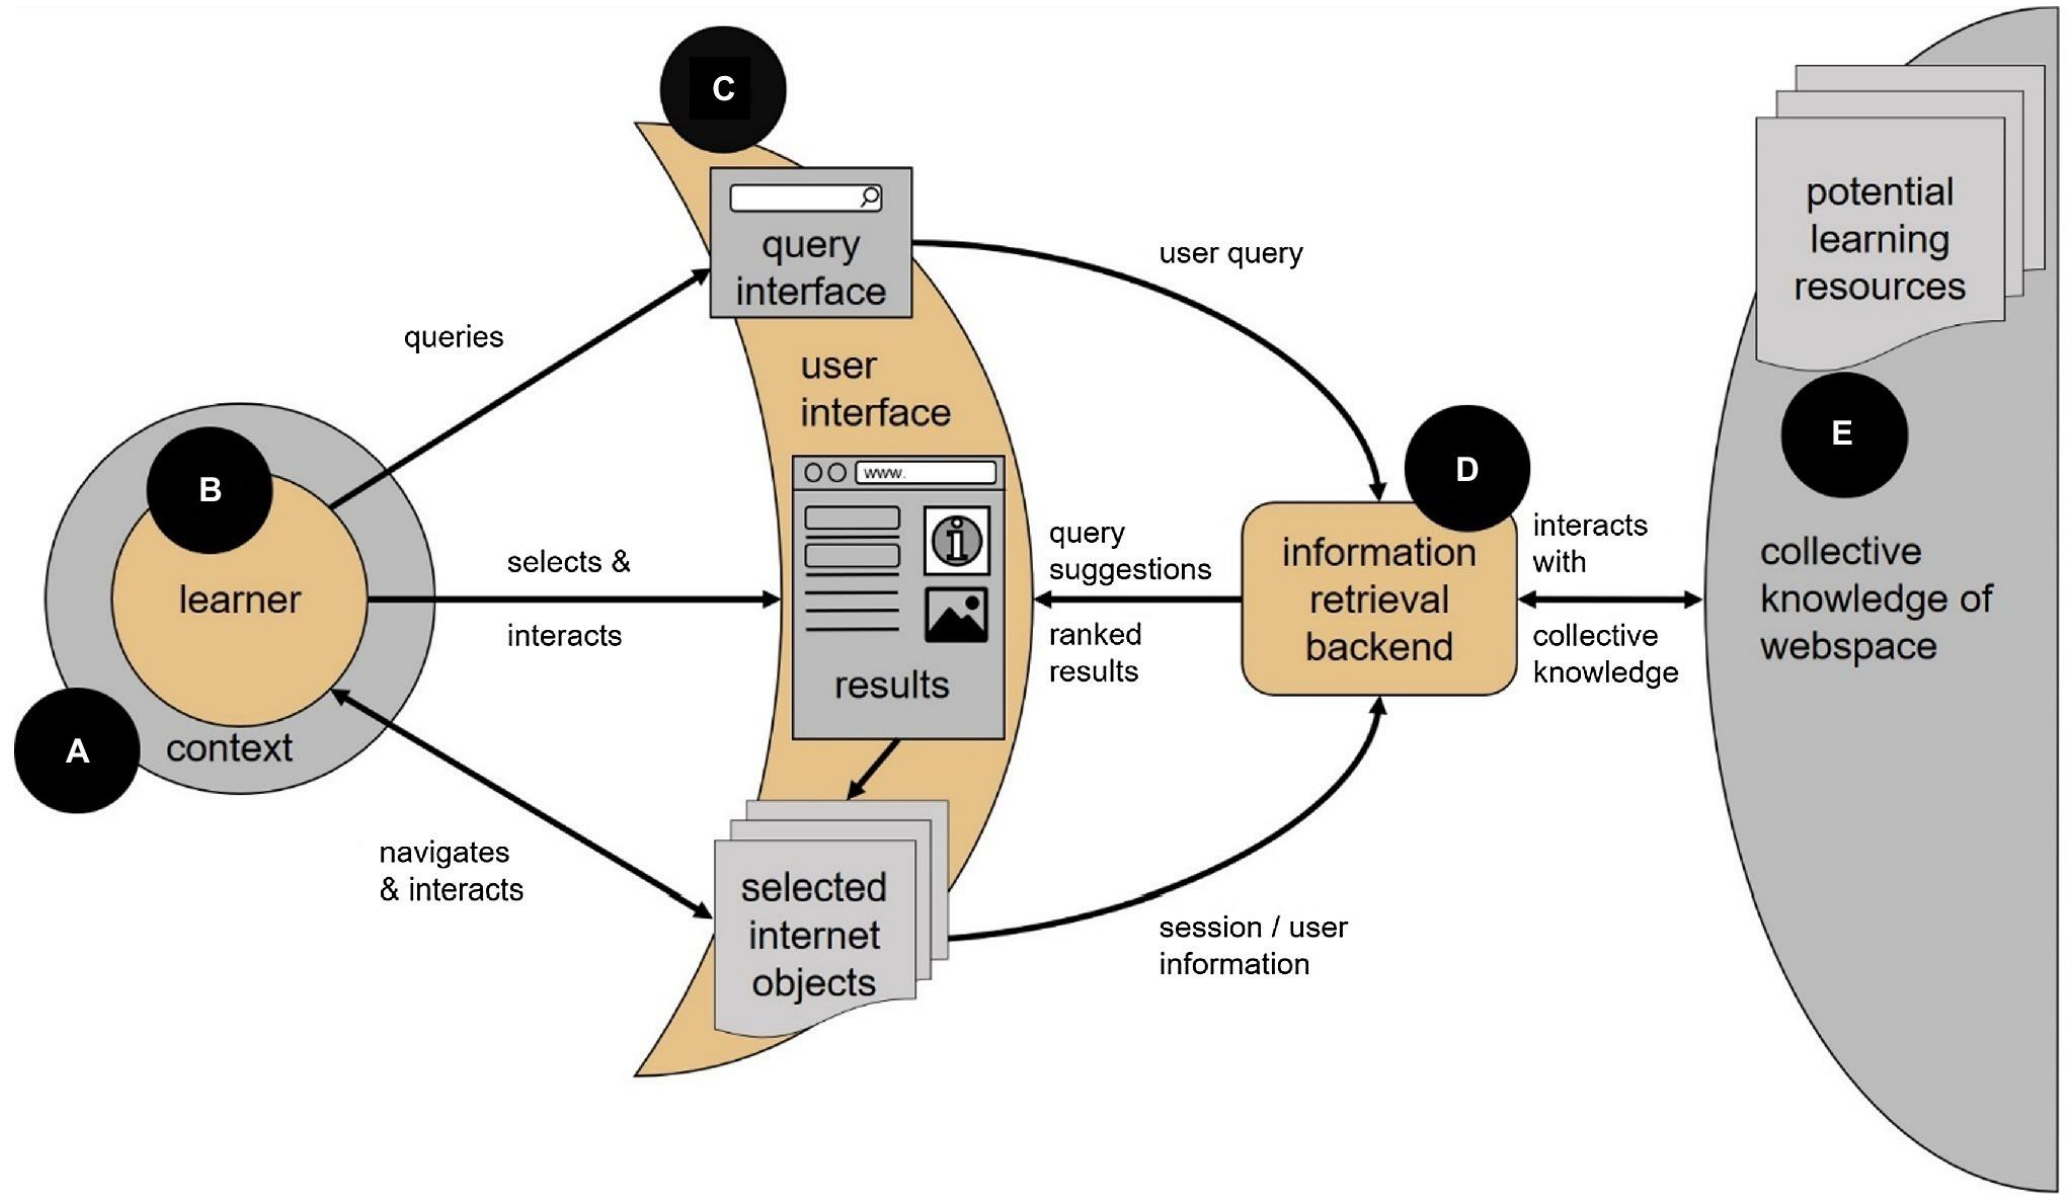 C
query
interface
user query
queries
user
interface
potential
learning
resources
E
B
learner
context
A
selects &
interacts
www.
results
query
suggestions
ranked
results
D
information
retrieval
backend
interacts
with
collective
knowledge
collective
knowledge of
webspace
navigates
& interacts
selected
internet
objects
session / user
information